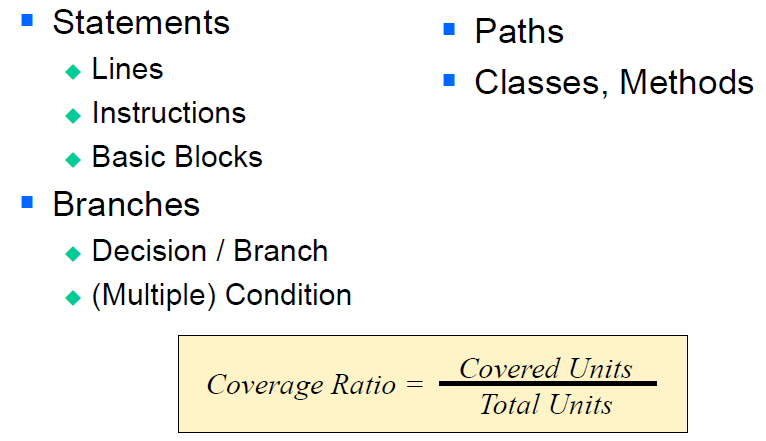 Statements
Lines
Instructions
Basic Blocks
Branches
Decision / Branch
(Multiple) Condition
Paths
Classes, Methods
Coverage Ratio = Covered Units
Total Units